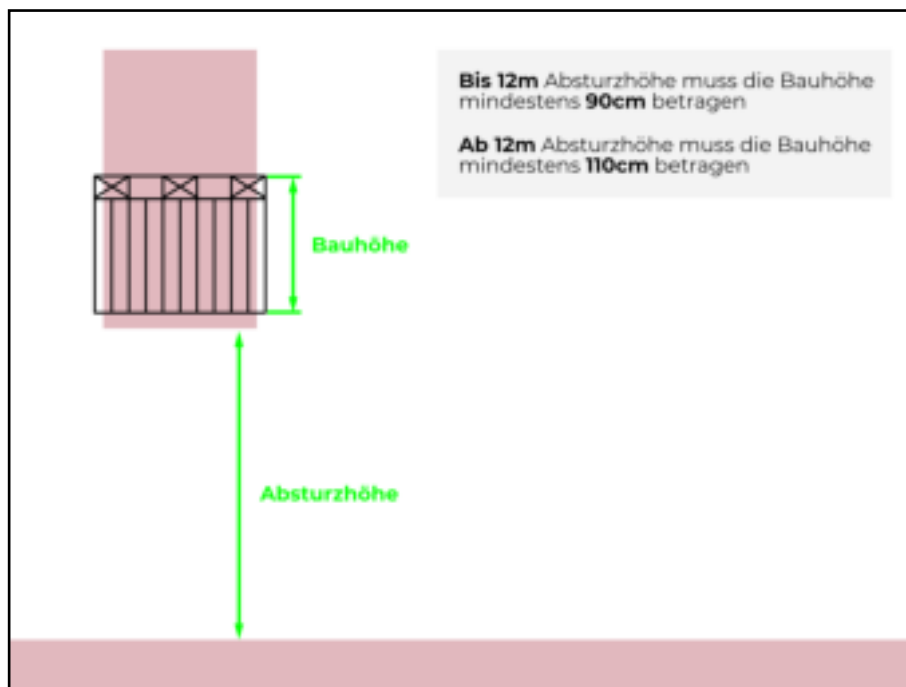 Bis 12m Absturzhöhe muss die Bauhöhe
mindestens 90cm betragen
Ab 12m Absturzhöhe muss die Bauhöhe
mindestens 110cm betragen
Bauhöhe
Absturzhöhe